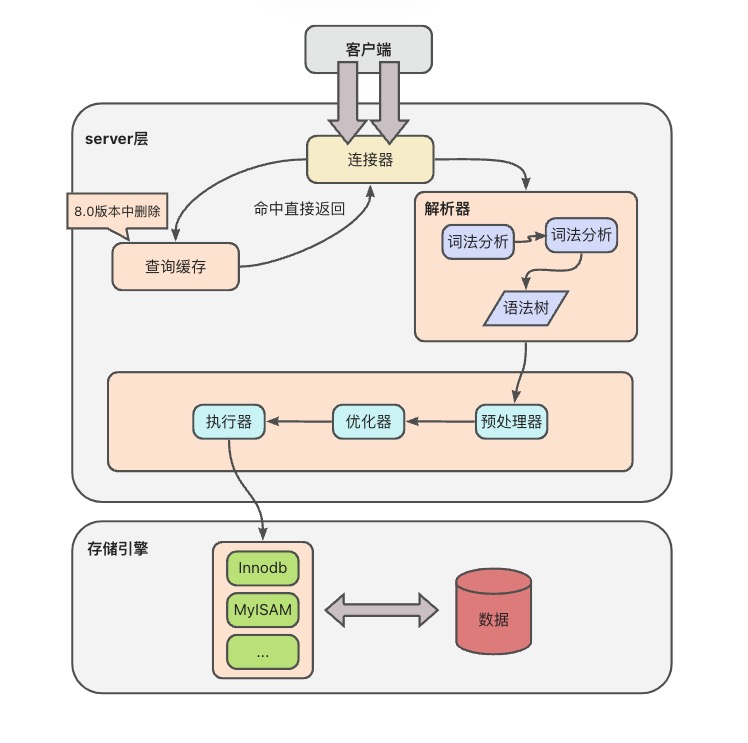 客户端
server层
连接器
8.0版本中删除
命中直接返回
查询缓存
解析器
词法分析
词法分析
语法树
执行器
优化器
预处理器
存储引擎
Innodb
MyISAM
...
数据